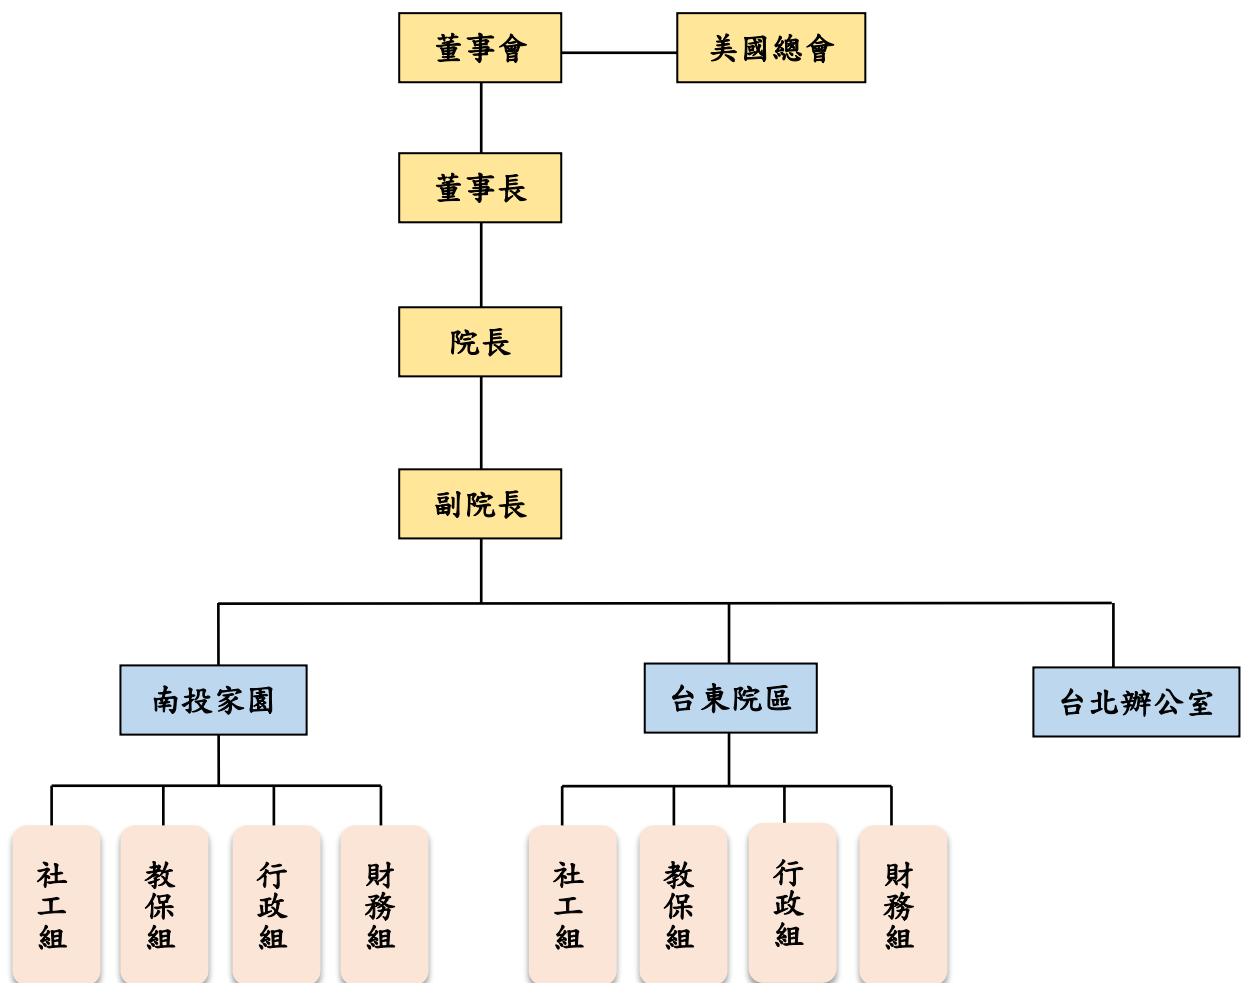 董事會
美國總會
董事長
院長
副院長
南投家園
台東院區
台北辦公室
社工組
教保組
行政組
財務組
社工組
教保組
行政組
財務組